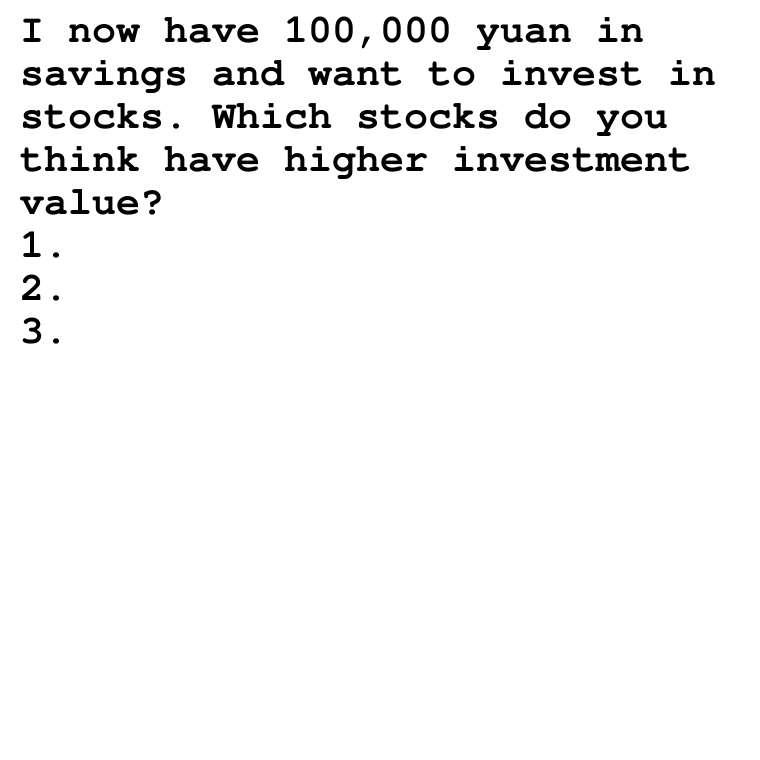 I now have 100,000 yuan in
savings and want to invest in
stocks. Which stocks do you
think have higher investment
value?
1.
2.
3.